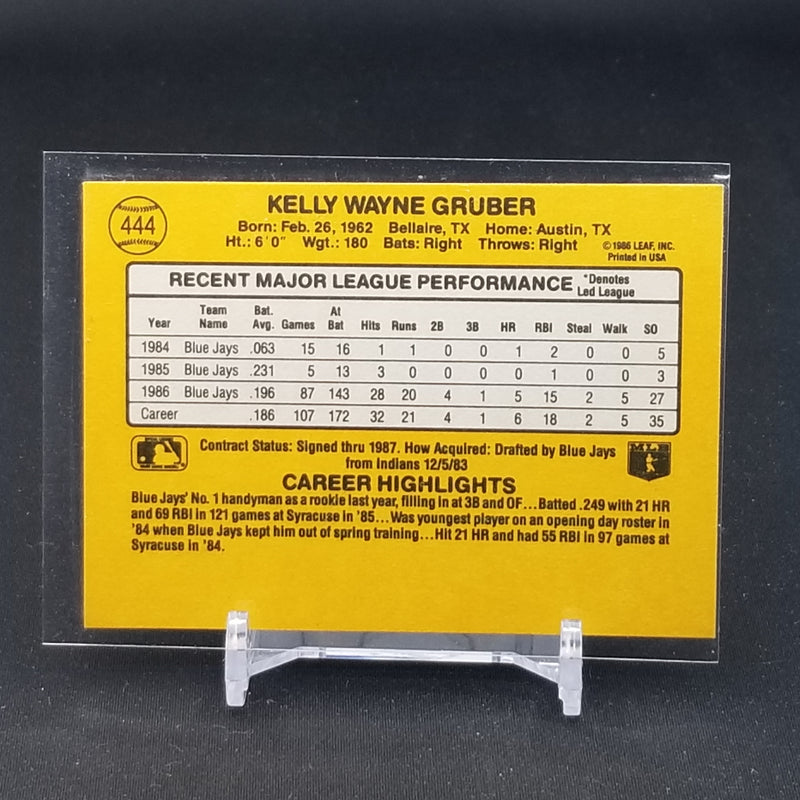 444
KELLY WAYNE GRUBER
Born: Feb. 26, 1962 Bellaire, TX Home: Austin, TX
Ht.: 6'0" Wgt.: 180 Bats: Right Throws: Right
© 1986 LEAF, INC.
Printed in USA
RECENT MAJOR LEAGUE PERFORMANCE *Denotes Led League
Year Team Name Bat. Avg. Games At Bat Hits Runs 2B 3B HR RBI Steal Walk SO
1984 Blue Jays .063 15 16 1 1 0 0 1 2 0 0 5
1985 Blue Jays .231 5 13 3 0 0 0 0 1 0 0 3
1986 Blue Jays .196 87 143 28 20 4 1 5 15 2 5 27
Career .186 107 172 32 21 4 1 6 18 2 5 35
Contract Status: Signed thru 1987. How Acquired: Drafted by Blue Jays
from Indians 12/5/83
MLB
CAREER HIGHLIGHTS
Blue Jays' No. 1 handyman as a rookie last year, filling in at 3B and OF...Batted .249 with 21 HR
and 69 RBI in 121 games at Syracuse in '85...Was youngest player on an opening day roster in
'84 when Blue Jays kept him out of spring training...Hit 21 HR and had 55 RBI in 97 games at
Syracuse in '84.